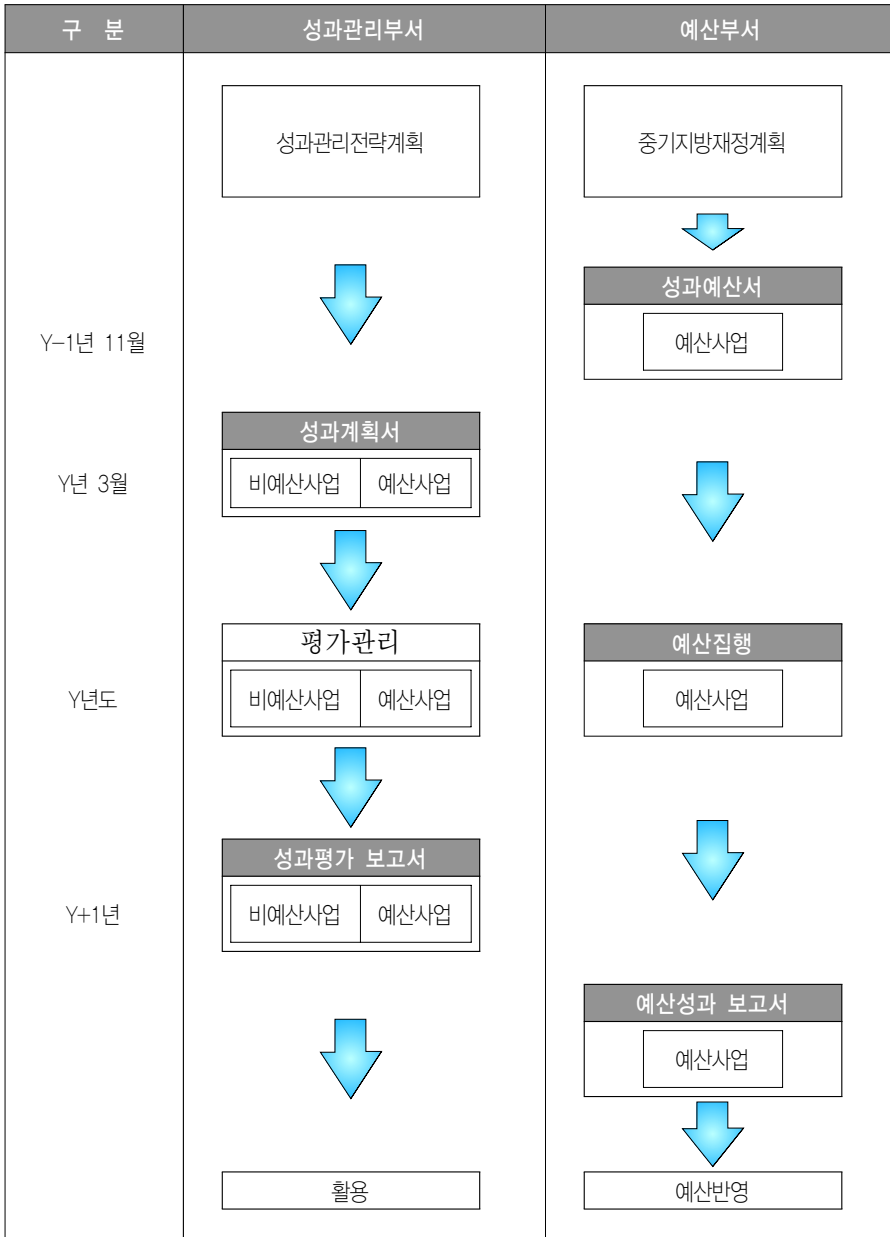 구 분 성과관리부서 예산부서
성과관리전략계획 중기지방재정계획
성과예산서
Y-1년 11월 예산사업
성과계획서
Y년 3월 비예산사업 예산사업
평가관리 예산집행
Y년도 비예산사업 예산사업 예산사업
성과평가 보고서
Y+1년 비예산사업 예산사업
예산성과 보고서
예산사업
활용 예산반영